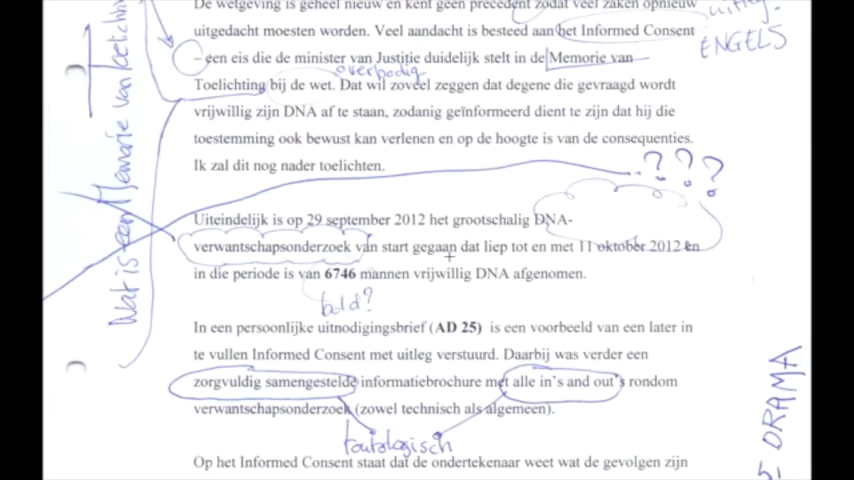 De wetgeving is geheel nieuw en kent geen precedent zodat veel zaken opnieuw
uitgedacht moesten worden. Veel aandacht is besteed aan het Informed Consent
ENGELS
– een eis die de minister van Justitie duidelijk stelt in de Memorie van
overbodig
Toelichting bij de wet. Dat wil zoveel zeggen dat degene die gevraagd wordt
vrijwillig zijn DNA af te staan, zodanig geïnformeerd dient te zijn dat hij die
toestemming ook bewust kan verlenen en op de hoogte is van de consequenties.
Ik zal dit nog nader toelichten.
???
Wat is een Memorie van toelichting
Uiteindelijk is op 29 september 2012 het grootschalig DNA-
verwantschapsonderzoek van start gegaan dat liep tot en met 11 oktober 2012 en
in die periode is van 6746 mannen vrijwillig DNA afgenomen.
bold?
In een persoonlijke uitnodigingsbrief (AD 25) is een voorbeeld van een later in
te vullen Informed Consent met uitleg verstuurd. Daarbij was verder een
zorgvuldig samengestelde informatiebrochure met alle in's and out's rondom
verwantschapsonderzoek (zowel technisch als algemeen).
toutologisch
DRAMA
Op het Informed Consent staat dat de ondertekenaar weet wat de gevolgen zijn